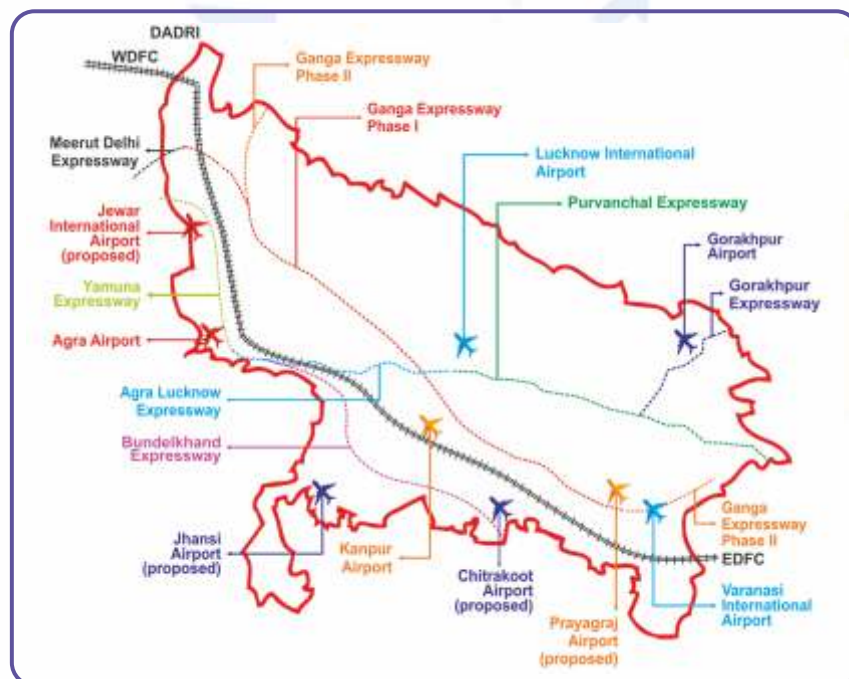 DADRI
WDFC
Ganga Expressway
Phase II
Ganga Expressway
Phase I
Meerut Delhi
Expressway
Lucknow International
Airport
Purvanchal Expressway
Jewar
International
Airport
(proposed)
Gorakhpur
Airport
Gorakhpur
Expressway
Yamuna
Expressway
Agra Airport
Agra Lucknow
Expressway
Bundelkhand
Expressway
Jhansi
Airport
(proposed)
Kanpur
Airport
Chitrakoot
Airport
(proposed)
Prayagraj
Airport
(proposed)
Ganga
Expressway
Phase II
EDFC
Varanasi
International
Airport